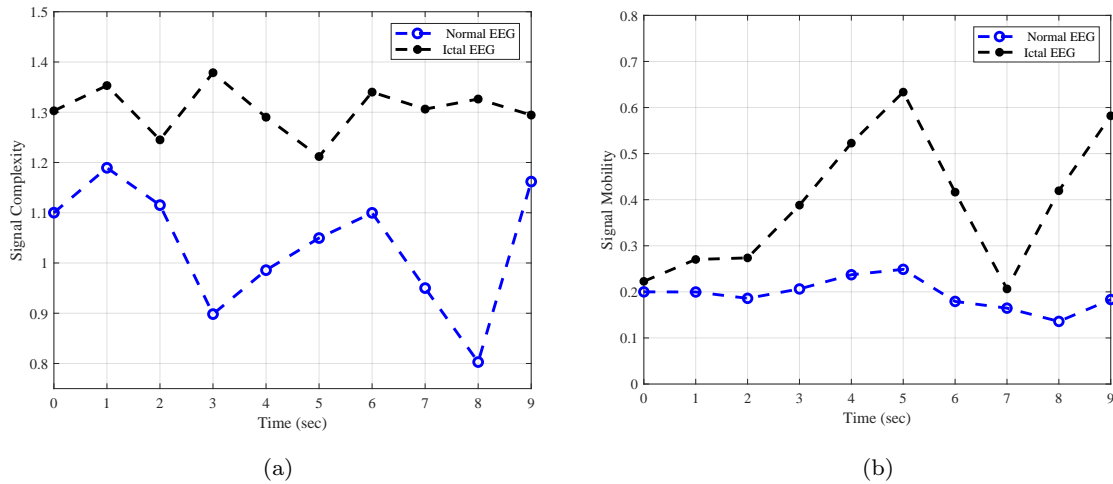 1.5
1.4
1.3
1.2
1.1
1
0.9
0.8
Signal Complexity
Normal EEG
Ictal EEG
0 1 2 3 4 5 6 7 8 9
Time (sec)
(a)
0.8
0.7
0.6
0.5
0.4
0.3
0.2
0.1
0
Signal Mobility
Normal EEG
Ictal EEG
0 1 2 3 4 5 6 7 8 9
Time (sec)
(b)